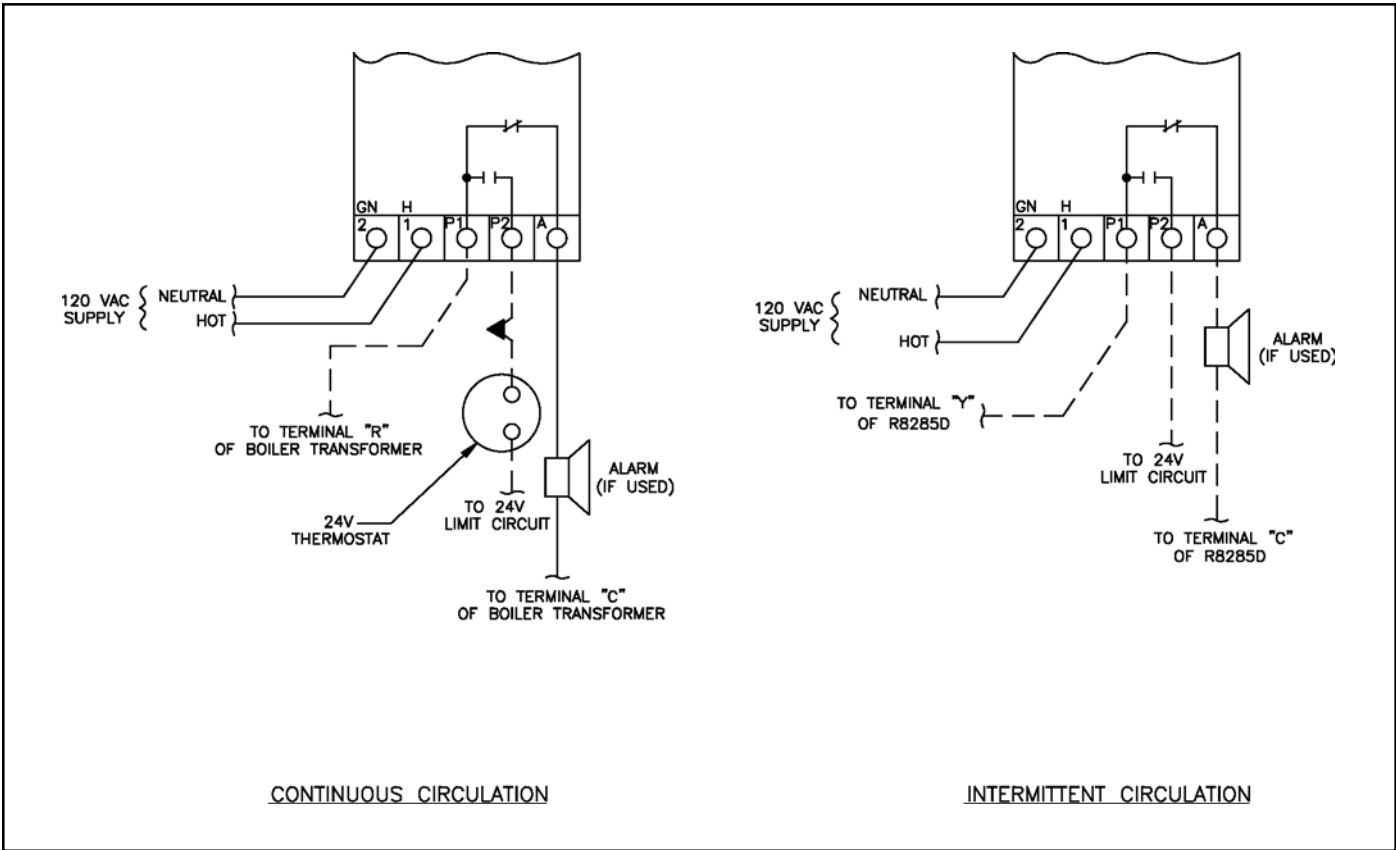 GN H
2 1 P1 P2 A
120 VAC
SUPPLY
NEUTRAL
HOT
TO TERMINAL "R"
OF BOILER TRANSFORMER
24V
THERMOSTAT
TO 24V
LIMIT CIRCUIT
ALARM
(IF USED)
TO TERMINAL "C"
OF BOILER TRANSFORMER
CONTINUOUS CIRCULATION
GN H
2 1 P1 P2 A
120 VAC
SUPPLY
NEUTRAL
HOT
ALARM
(IF USED)
TO TERMINAL "Y"
OF R8285D
TO 24V
LIMIT CIRCUIT
TO TERMINAL "C"
OF R8285D
INTERMITTENT CIRCULATION